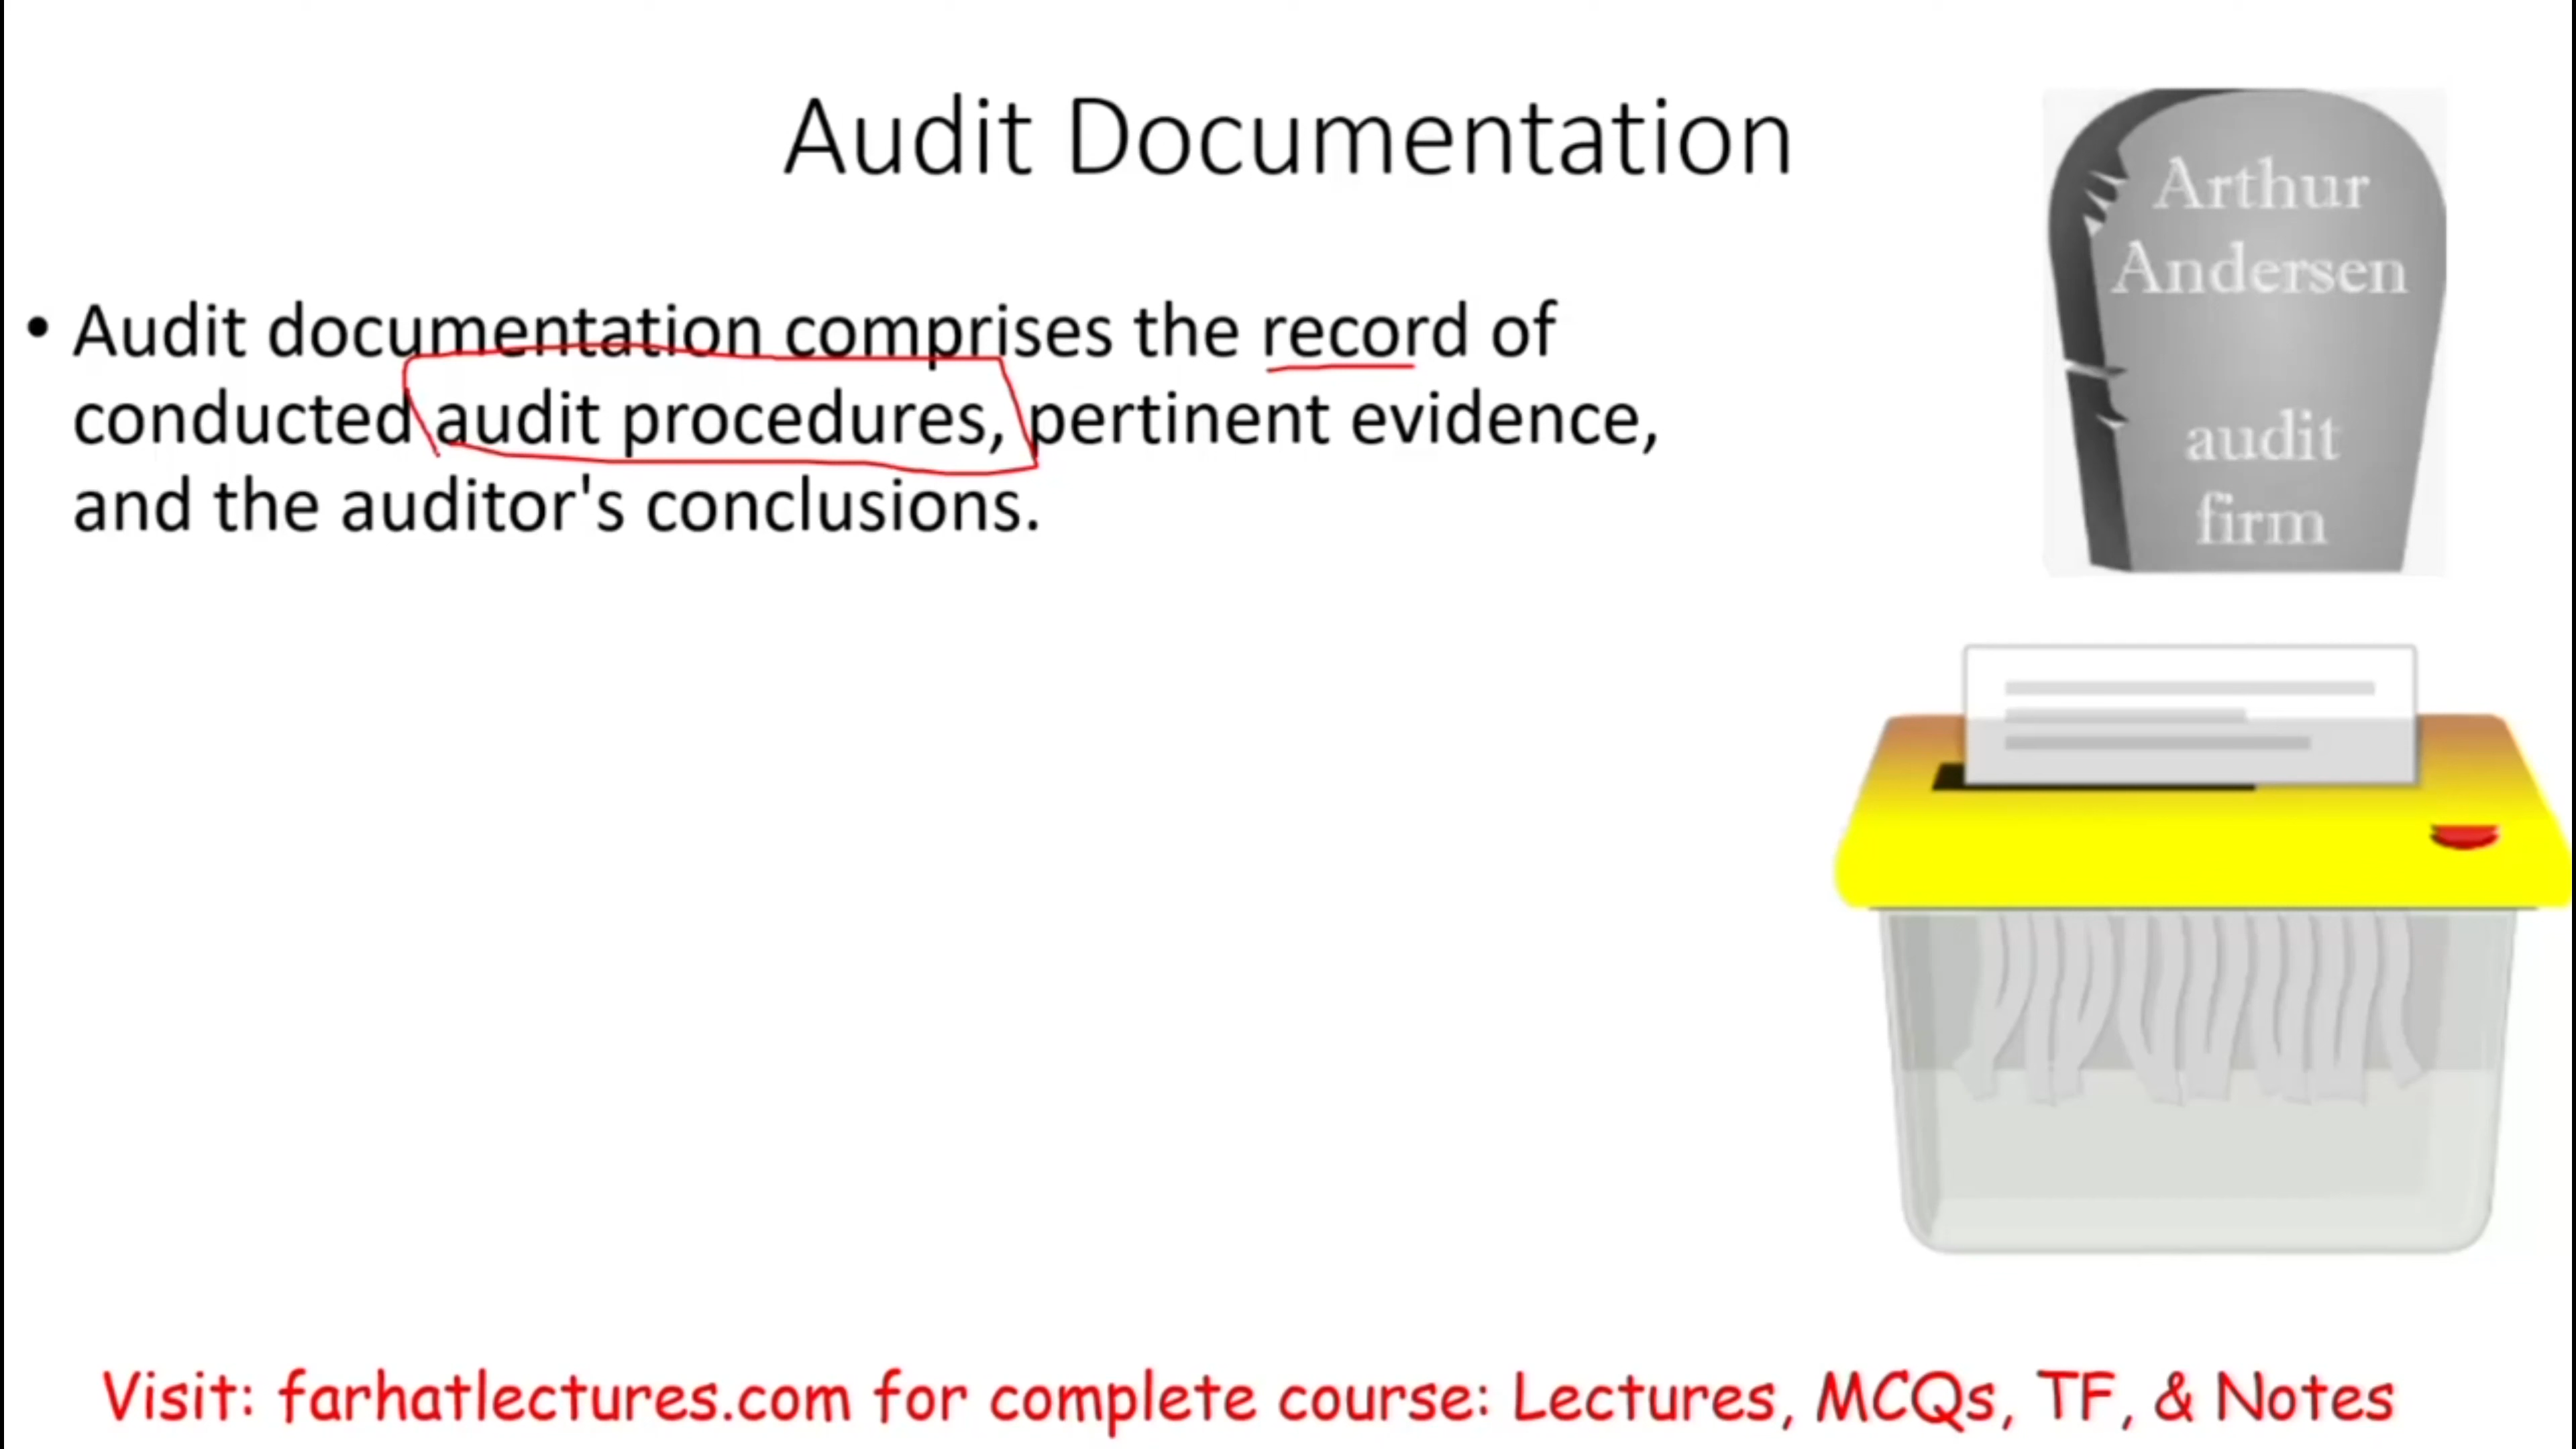 Audit Documentation
Arthur
Andersen
audit
firm
• Audit documentation comprises the record of
conducted audit procedures, pertinent evidence,
and the auditor's conclusions.
Visit: farhatlectures.com for complete course: Lectures, MCQs, TF, & Notes